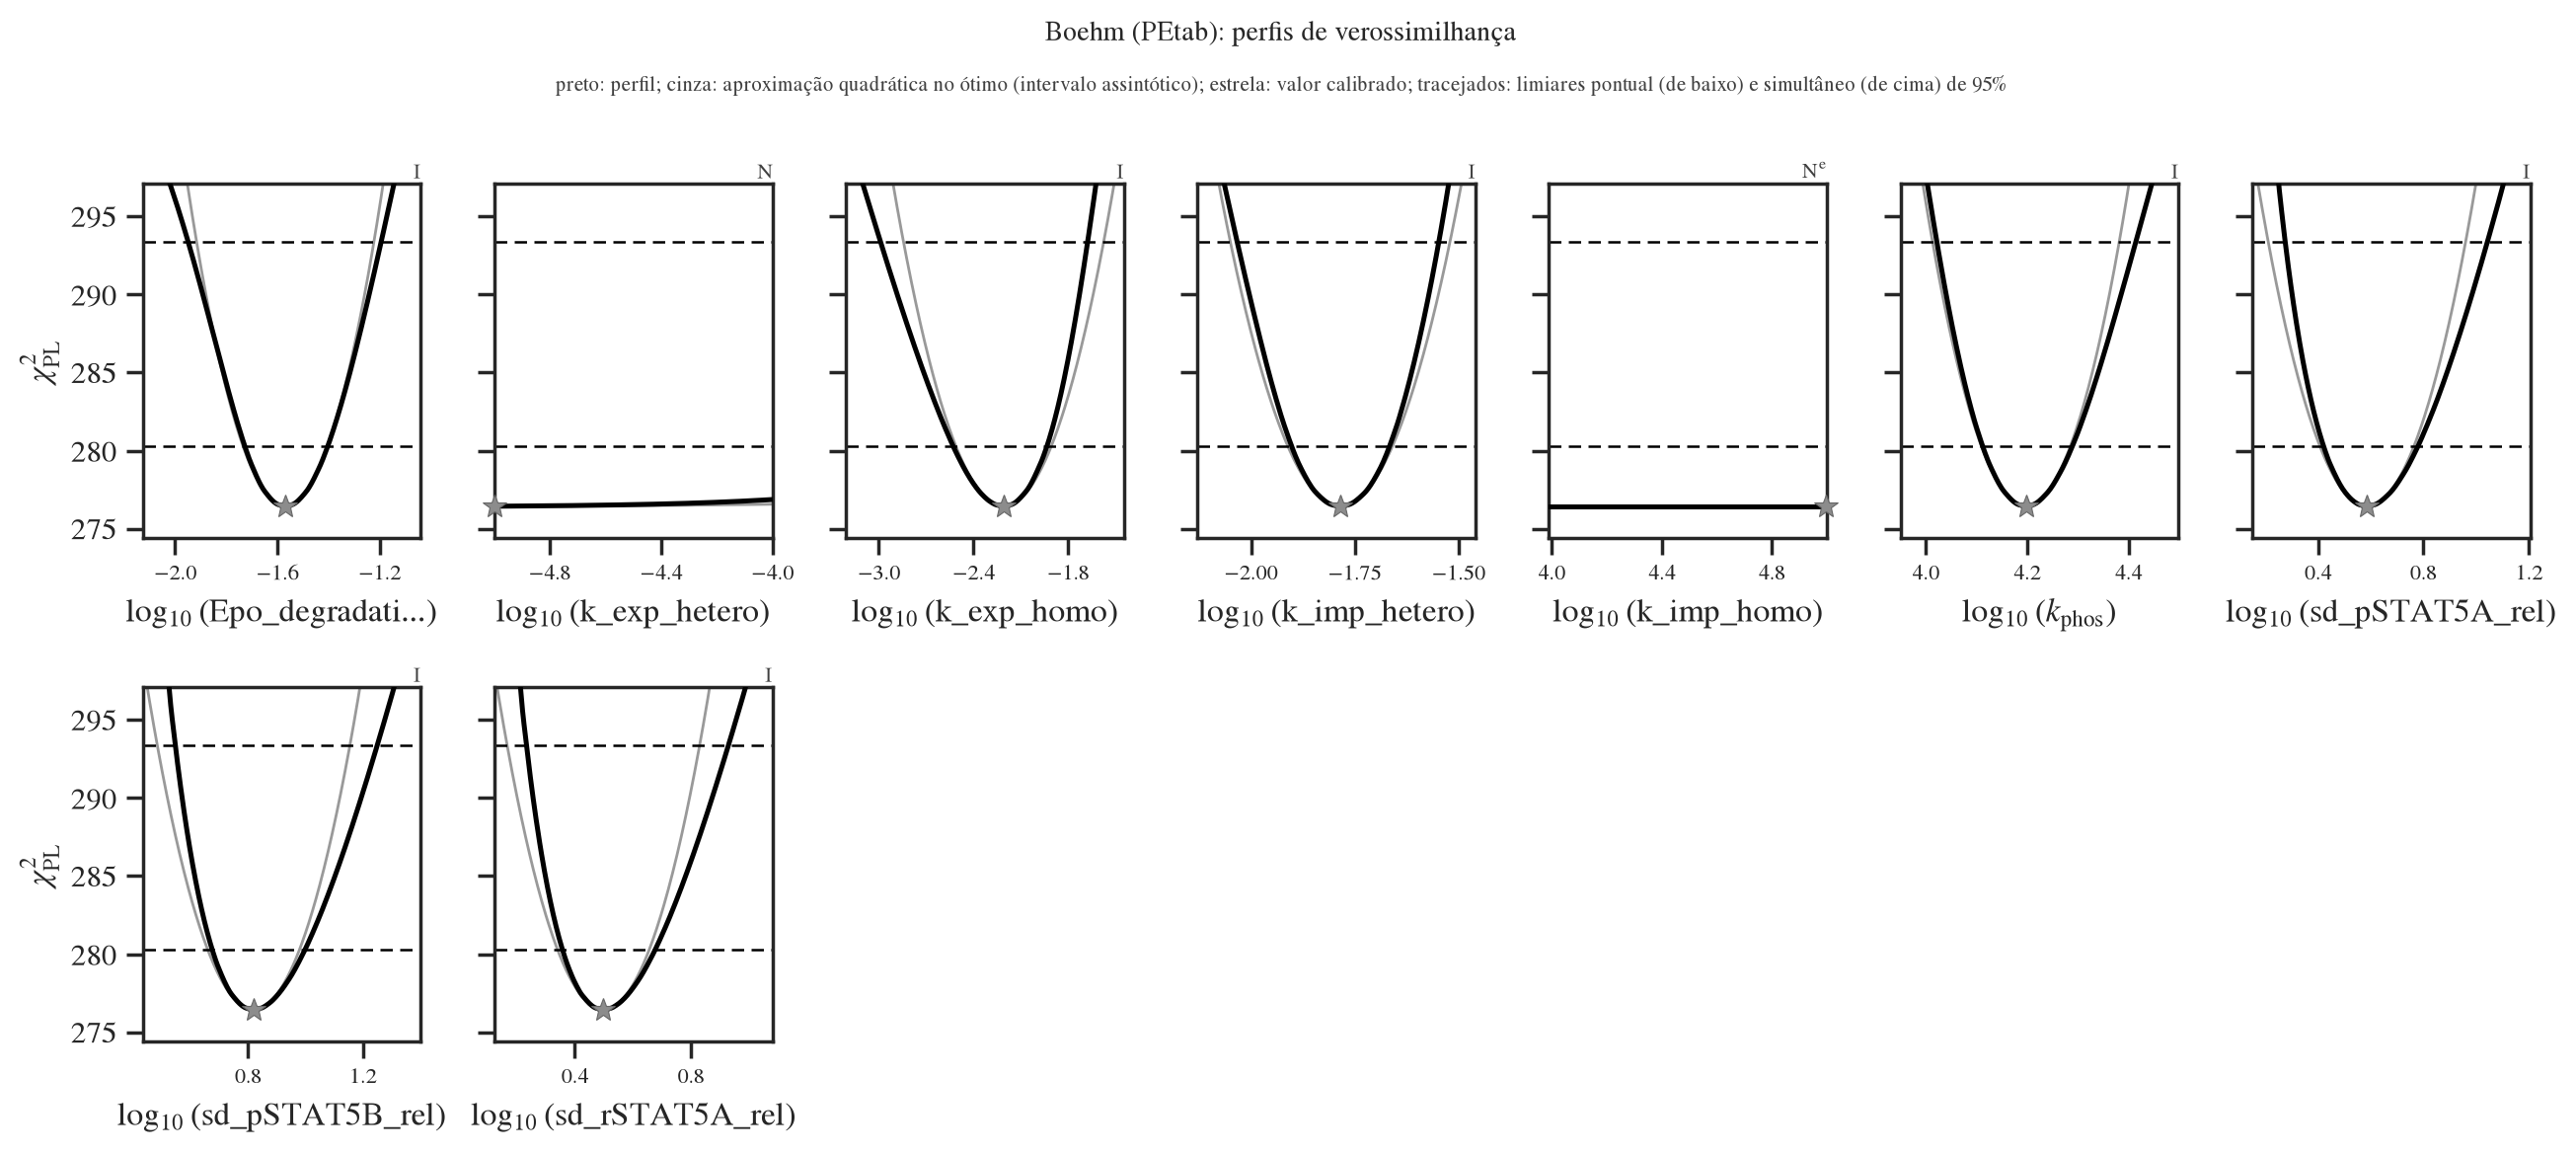 Boehm (PEtab): perfis de verossimilhança
preto: perfil; cinza: aproximação quadrática no ótimo (intervalo assintótico); estrela: valor calibrado; tracejados: limiares pontual (de baixo) e simultâneo (de cima) de 95%
I N I I Nᵉ I I
295
290
285
280
275
χ²PL
−2.0 −1.6 −1.2 −4.8 −4.4 −4.0 −3.0 −2.4 −1.8 −2.00 −1.75 −1.50 4.0 4.4 4.8 4.0 4.2 4.4 0.4 0.8 1.2
log₁₀ (Epo_degradati...) log₁₀ (k_exp_hetero) log₁₀ (k_exp_homo) log₁₀ (k_imp_hetero) log₁₀ (k_imp_homo) log₁₀ (kphos) log₁₀ (sd_pSTAT5A_rel)
I I
295
290
285
280
275
χ²PL
0.8 1.2 0.4 0.8
log₁₀ (sd_pSTAT5B_rel) log₁₀ (sd_rSTAT5A_rel)